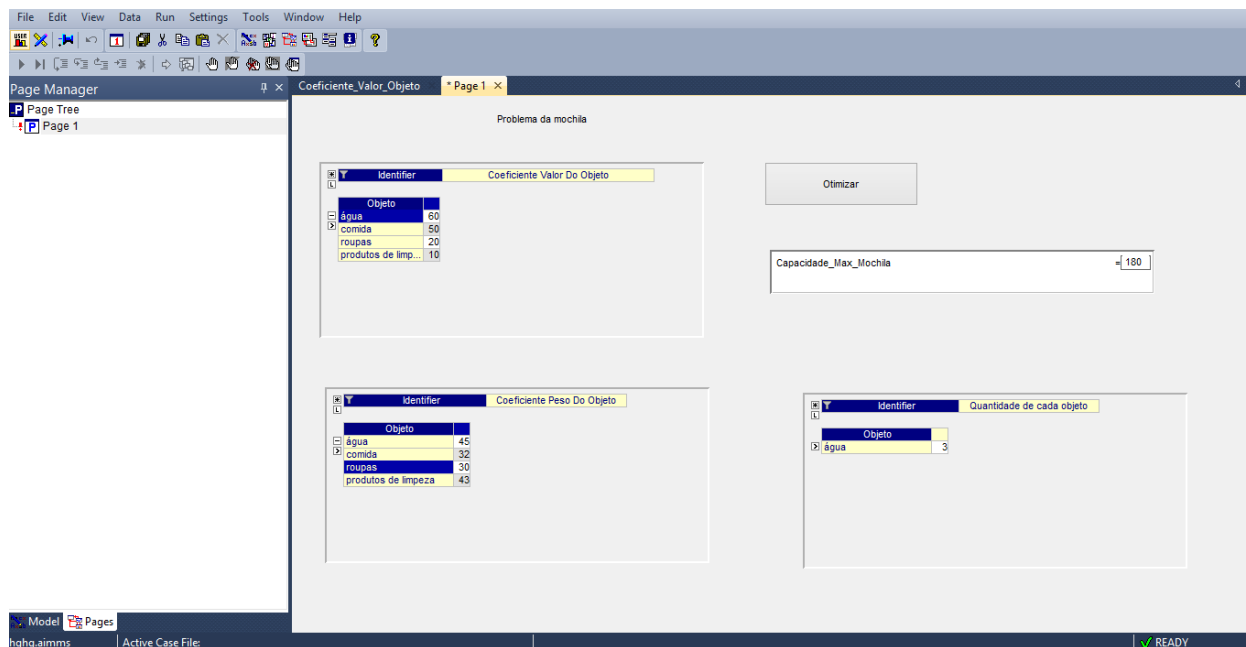 File Edit View Data Run Settings Tools Window Help
Page Manager
Coeficiente_Valor_Objeto
* Page 1
Page Tree
P Page 1
Problema da mochila
Identifier Coeficiente Valor Do Objeto
Objeto
água 60
comida 50
roupas 20
produtos de limp... 10
Otimizar
Capacidade_Max_Mochila = 180
Identifier Coeficiente Peso Do Objeto
Objeto
água 45
comida 32
roupas 30
produtos de limpeza 43
Identifier Quantidade de cada objeto
Objeto
água 3
Model Pages
hghg.aimms Active Case File: READY